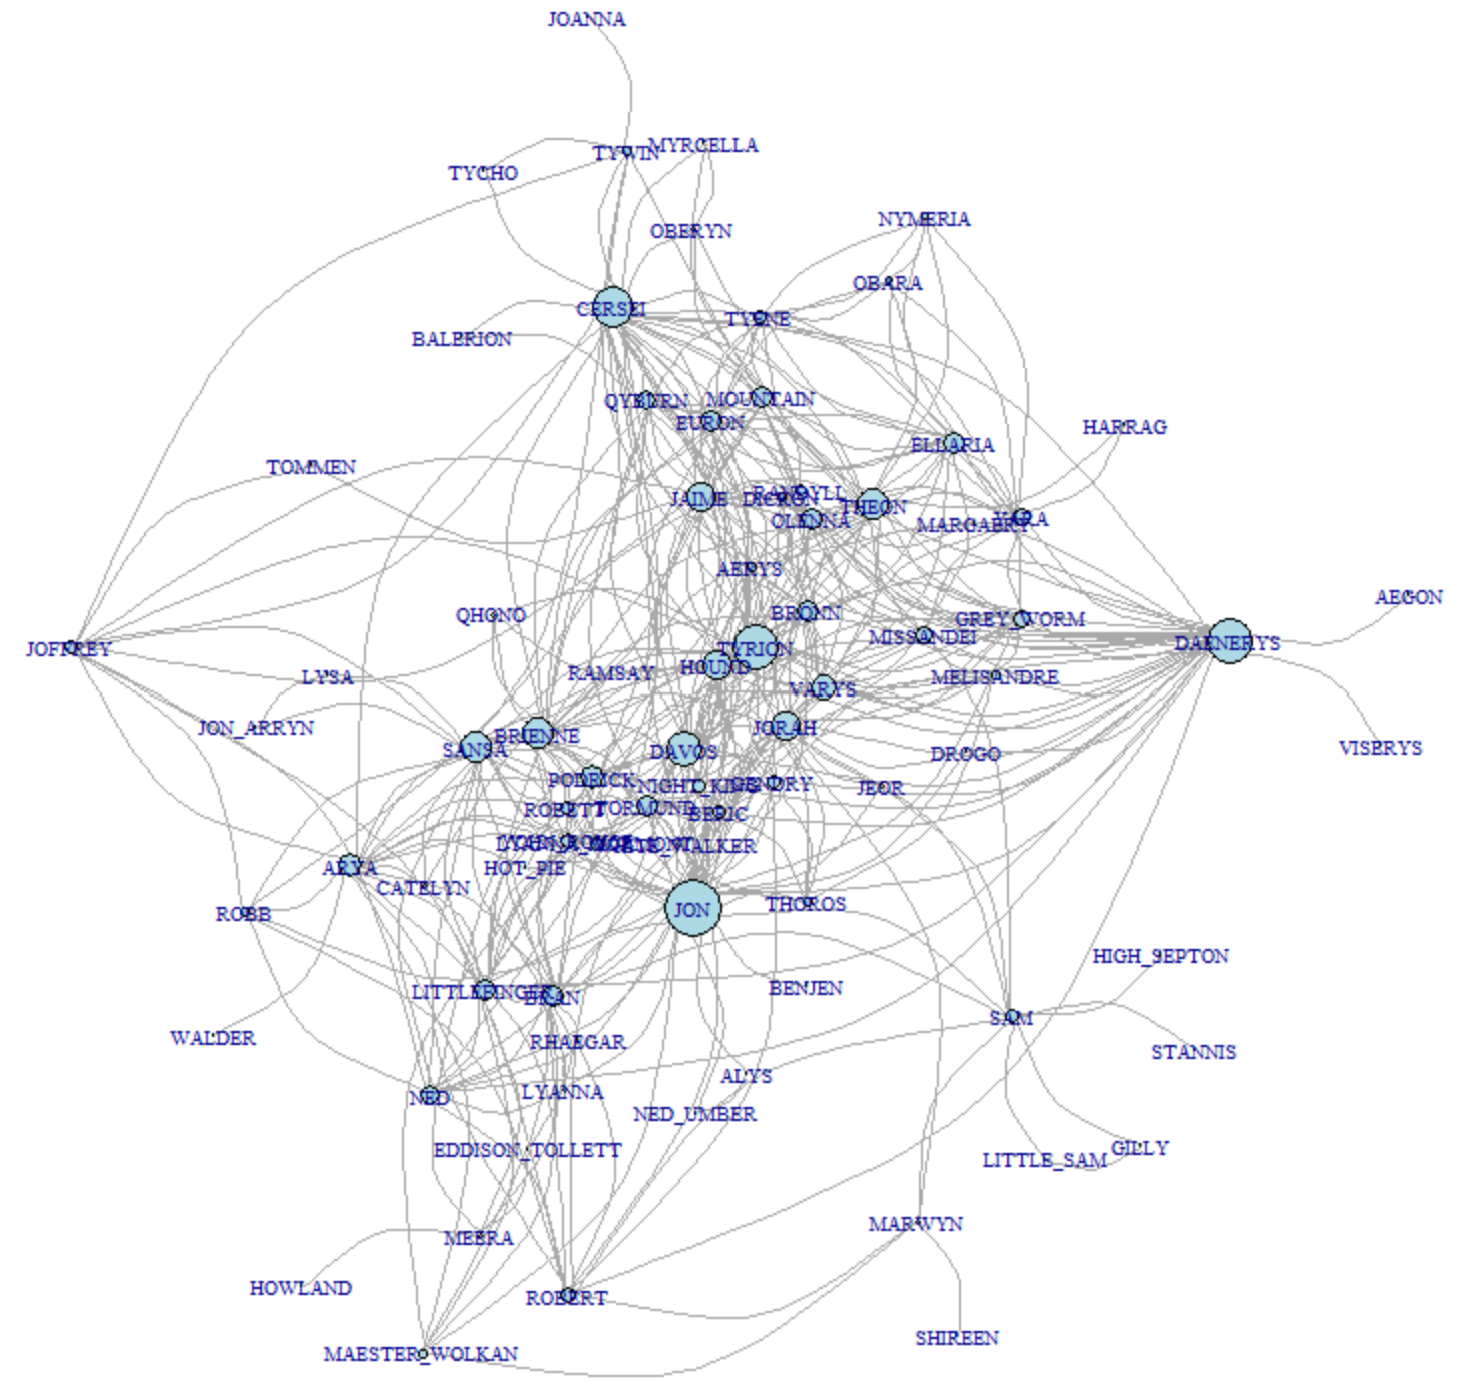 JOANNA
MYRCELLA
TYWIN
TYCHO
NYMERIA
OBERYN
OBARA
CERSEI
TYENE
BALERION
MOUNTAIN
QYBURN
EURON
HARRAG
ELLARIA
TOMMEN
RANDYLL
JAIME
DICKON
THEON
OLENNA
YARA
MARGAERY
AERYS
AEGON
BRONN
QHONO
GREY_WORM
MISSANDEI
DAENERYS
JOFFREY
TYRION
HOUND
RAMSAY
LYSA
MELISANDRE
VARYS
JON_ARRYN
JORAH
BRIENNE
SANSA
DAVOS
VISERYS
DROGO
PODRICK
NIGHT_KING
GENDRY
JEOR
ROBETT
TORMUND
BERIC
WALKER
HOT_PIE
ARYA
CATELYN
THOROS
JON
ROBB
HIGH_SEPTON
BENJEN
LITTLEFINGER
BRAN
SAM
WALDER
RHAEGAR
STANNIS
ALYS
LYANNA
NED
NED_UMBER
EDDISON_TOLLETT
GILLY
LITTLE_SAM
MARWYN
MEERA
HOWLAND
ROBERT
SHIREEN
MAESTER_WOLKAN